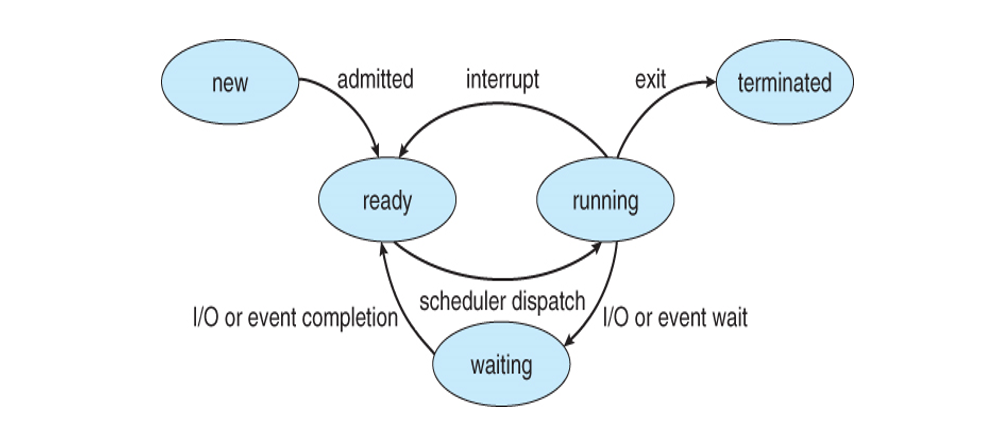 new
admitted
interrupt
exit
terminated
ready
running
scheduler dispatch
I/O or event completion
I/O or event wait
waiting